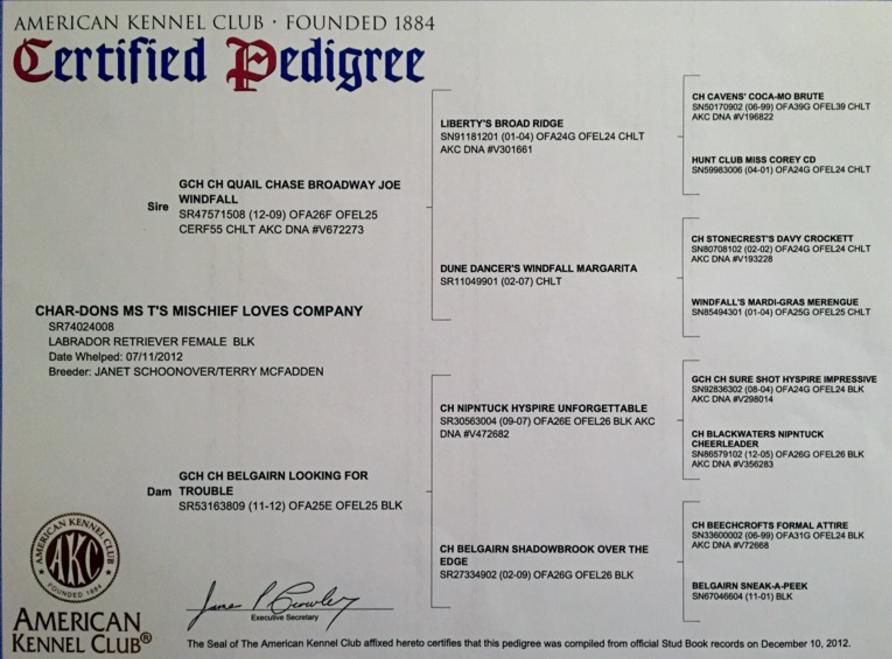 AMERICAN KENNEL CLUB · FOUNDED 1884
Certified Pedigree
CHAR-DONS MS T'S MISCHIEF LOVES COMPANY
SR74024008
LABRADOR RETRIEVER FEMALE BLK
Date Whelped: 07/11/2012
Breeder: JANET SCHOONOVER/TERRY MCFADDEN
Sire
GCH CH QUAIL CHASE BROADWAY JOE
WINDFALL
SR47571508 (12-09) OFA26F OFEL25
CERF55 CHLT AKC DNA #V672273
Dam
GCH CH BELGAIRN LOOKING FOR
TROUBLE
SR53163809 (11-12) OFA25E OFEL25 BLK
LIBERTY'S BROAD RIDGE
SN91181201 (01-04) OFA24G OFEL24 CHLT
AKC DNA #V301661
DUNE DANCER'S WINDFALL MARGARITA
SR11049901 (02-07) CHLT
CH NIPNTUCK HYSPIRE UNFORGETTABLE
SR30563004 (09-07) OFA26E OFEL26 BLK AKC
DNA #V472682
CH BELGAIRN SHADOWBROOK OVER THE
EDGE
SR27334902 (02-09) OFA26G OFEL26 BLK
CH CAVENS' COCA-MO BRUTE
SN50170902 (06-99) OFA39G OFEL39 CHLT
AKC DNA #V196822
HUNT CLUB MISS COREY CD
SN59983006 (04-01) OFA24G OFEL24 CHLT
CH STONECREST'S DAVY CROCKETT
SN80708102 (02-02) OFA24G OFEL24 CHLT
AKC DNA #V193228
WINDFALL'S MARDI-GRAS MERENGUE
SN85494301 (01-04) OFA25G OFEL25 CHLT
GCH CH SURE SHOT HYSPIRE IMPRESSIVE
SN92836302 (08-04) OFA24G OFEL24 BLK
AKC DNA #V298014
CH BLACKWATERS NIPNTUCK
CHEERLEADER
SN86579102 (12-05) OFA26G OFEL26 BLK
AKC DNA #V356283
CH BEECHCROFTS FORMAL ATTIRE
SN33600002 (06-99) OFA31G OFEL24 BLK
AKC DNA #V72668
BELGAIRN SNEAK-A-PEEK
SN67046604 (11-01) BLK
AMERICAN KENNEL CLUB
AKC
FOUNDED 1884
AMERICAN
KENNEL CLUB®
Jane P. Crowley
Executive Secretary
The Seal of The American Kennel Club affixed hereto certifies that this pedigree was compiled from official Stud Book records on December 10, 2012.